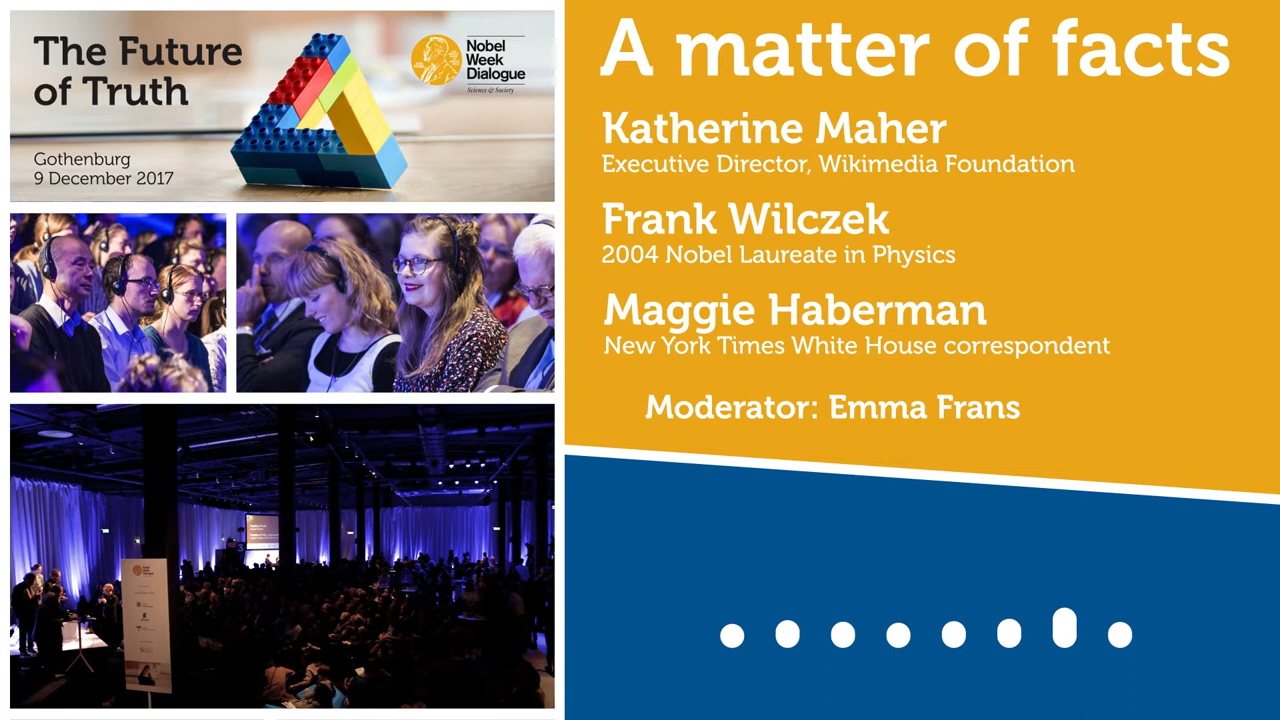 The Future
of Truth
Gothenburg
9 December 2017
Nobel
Week
Dialogue
Science & Society
A matter of facts
Katherine Maher
Executive Director, Wikimedia Foundation
Frank Wilczek
2004 Nobel Laureate in Physics
Maggie Haberman
New York Times White House correspondent
Moderator: Emma Frans